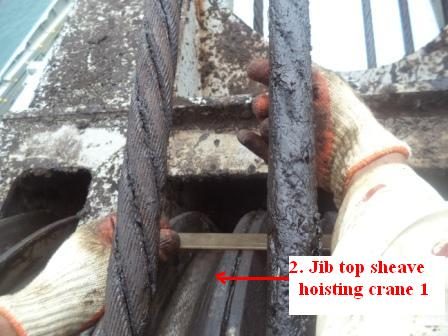 2. Jib top sheave
hoisting crane 1